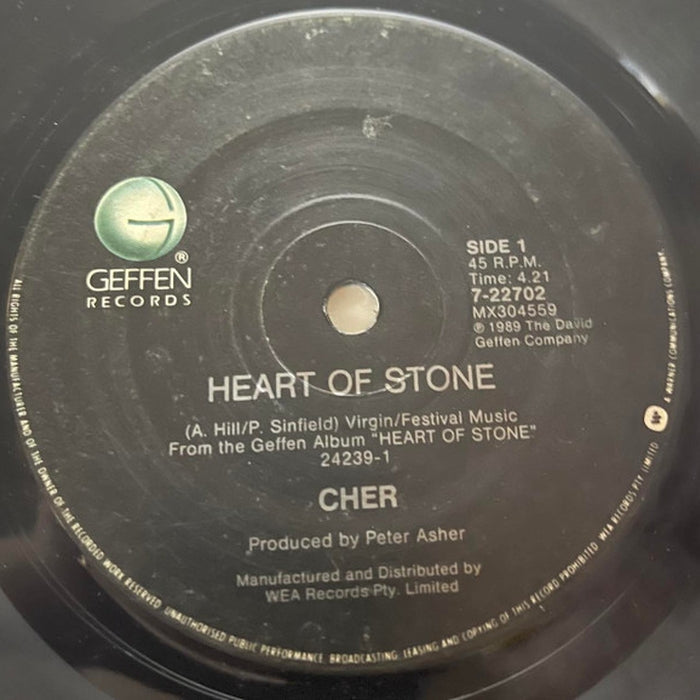 G
®
GEFFEN
RECORDS
SIDE 1
45 R.P.M.
Time: 4.21
7-22702
MX304559
℗ 1989 The David
Geffen Company
HEART OF STONE
(A. Hill/P. Sinfield) Virgin/Festival Music
From the Geffen Album "HEART OF STONE"
24239-1
CHER
Produced by Peter Asher
Manufactured and Distributed by
WEA Records Pty. Limited
ALL RIGHTS OF THE MANUFACTURER AND OF THE OWNER OF THE RECORDED WORK RESERVED. UNAUTHORISED PUBLIC PERFORMANCE, BROADCASTING, LEASING AND COPYING OF THIS RECORD PROHIBITED. WEA RECORDS PTY. LIMITED
A WARNER COMMUNICATIONS COMPANY.